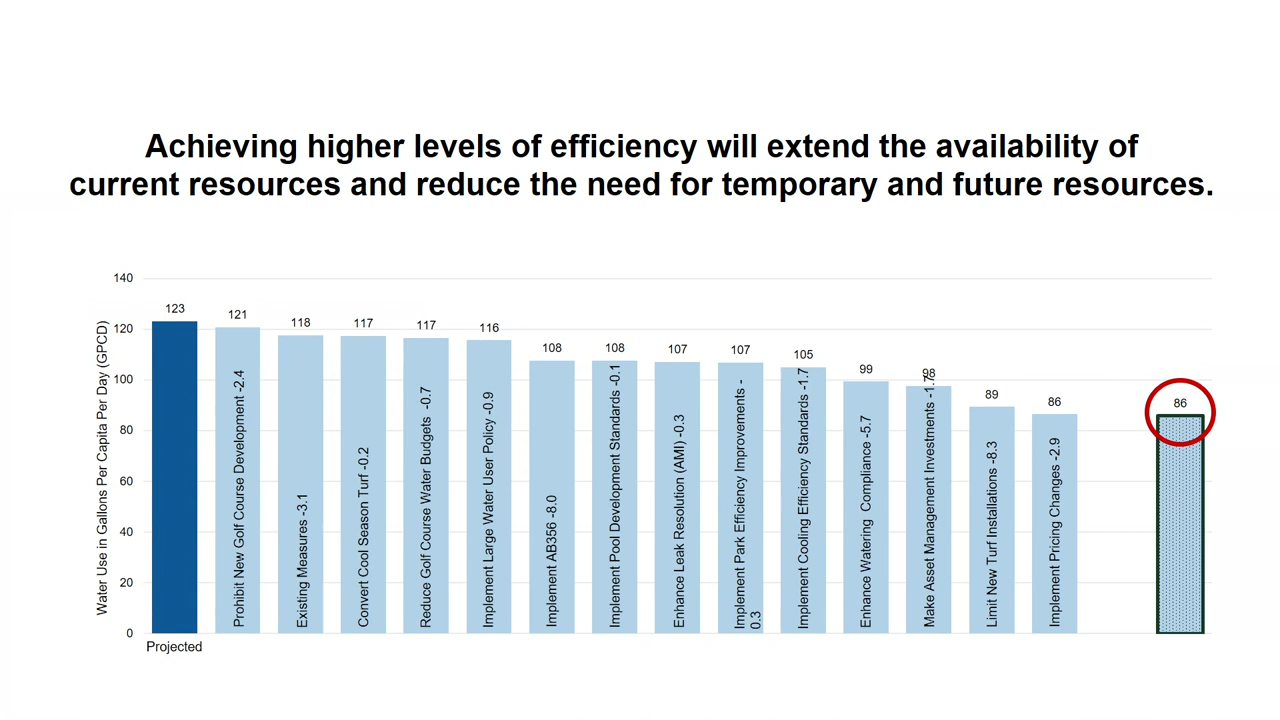 Achieving higher levels of efficiency will extend the availability of
current resources and reduce the need for temporary and future resources.
Water Use in Gallons Per Capita Per Day (GPCD)
140
120
100
80
60
40
20
0
123
121
118
117
117
116
108
108
107
107
105
99
98
89
86
86
Prohibit New Golf Course Development -2.4
Existing Measures -3.1
Convert Cool Season Turf -0.2
Reduce Golf Course Water Budgets -0.7
Implement Large Water User Policy -0.9
Implement AB356 -8.0
Implement Pool Development Standards -0.1
Enhance Leak Resolution (AMI) -0.3
Implement Park Efficiency Improvements -
0.3
Implement Cooling Efficiency Standards -1.7
Enhance Watering Compliance -5.7
Make Asset Management Investments -1.7
Limit New Turf Installations -8.3
Implement Pricing Changes -2.9
Projected